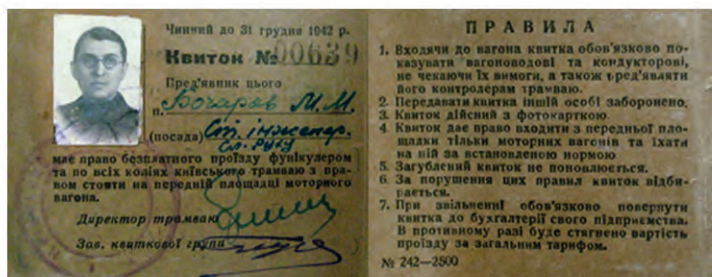 Чинний до 31 грудня 1942 р.
Квиток № 00639
Пред'явник цього
п. Бочаров М. М.
(посада) Ст. інженер.
Сл. Руху
має право безплатного проїзду фунікулером
та по всіх коліях київського трамваю з пра-
вом стояти на передній площадці моторного
вагона.
Директор трамваю
Зав. квиткової групи
ПРАВИЛА
1. Входячи до вагона квитка обов'язково по-
казувати вагоноводові та кондукторові,
не чекаючи їх вимоги, а також пред'являти
його контролерам трамваю.
2. Передавати квитка іншій особі заборонено.
3. Квиток дійсний з фотокарткою.
4. Квиток дає право входити з передньої пло-
щадки тільки моторних вагонів та їхати
на ній за встановленою нормою
5. Загублений квиток не поповнюється.
6. За порушення цих правил квиток відби-
рається.
7. При звільненні обов'язково повернути
квитка до бухгалтерії свого підприємства.
В противному разі буде стягнено вартість
проїзду за загальним тарифом.
№ 242—2500